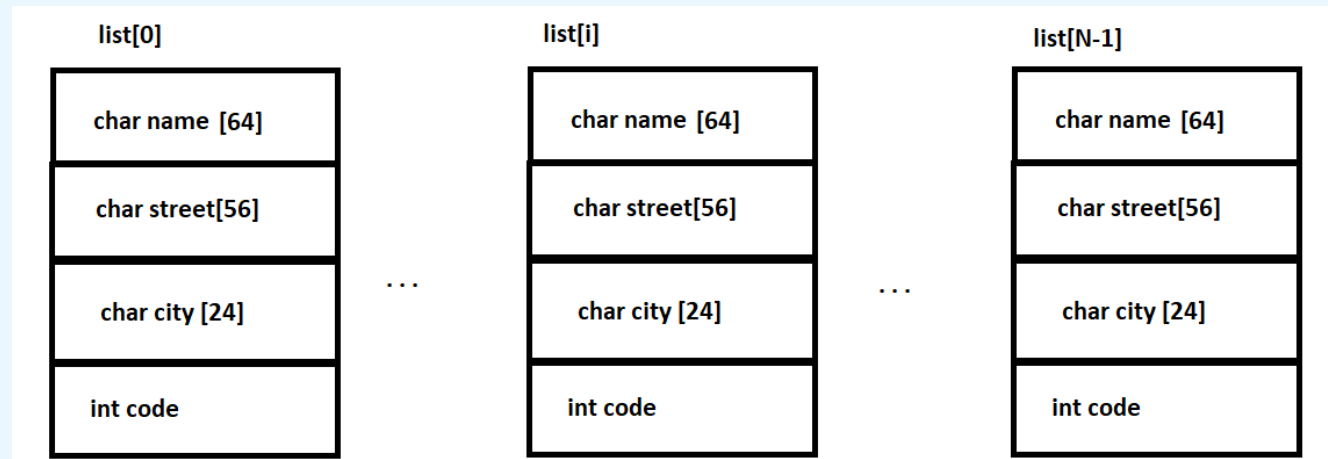 list[0] list[i] list[N-1]
char name [64] char name [64] char name [64]
char street[56] char street[56] char street[56]
... ...
char city [24] char city [24] char city [24]
int code int code int code